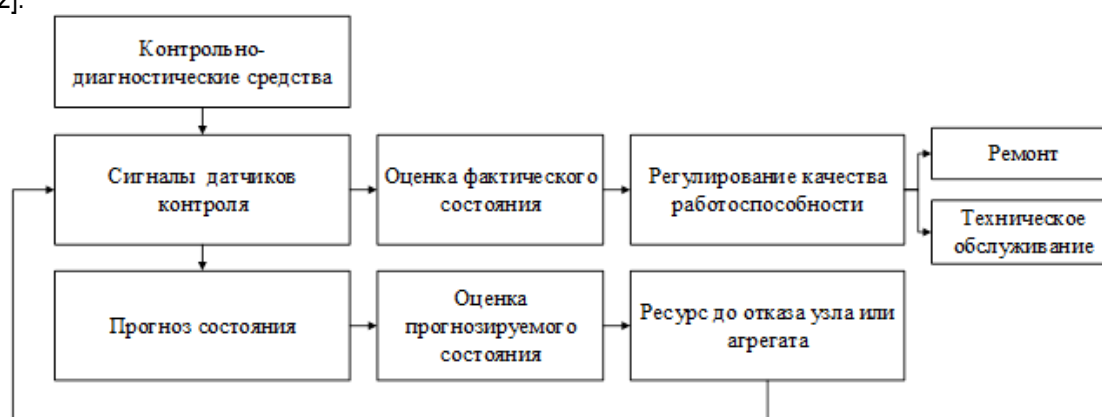 2].
Контрольно-
диагностические средства
Сигналы датчиков
контроля
Оценка фактического
состояния
Регулирование качества
работоспособности
Ремонт
Техническое
обслуживание
Прогноз состояния
Оценка
прогнозируемого
состояния
Ресурс до отказа узла или
агрегата